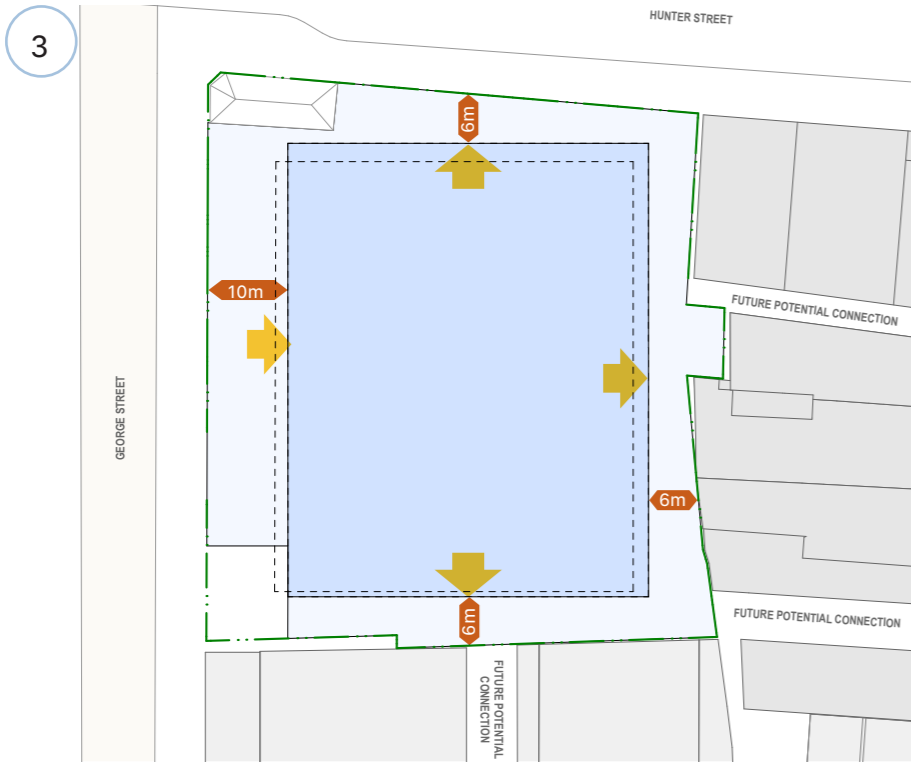 3
HUNTER STREET
6m
10m
FUTURE POTENTIAL CONNECTION
GEORGE STREET
6m
6m
FUTURE POTENTIAL CONNECTION
FUTURE POTENTIAL
CONNECTION